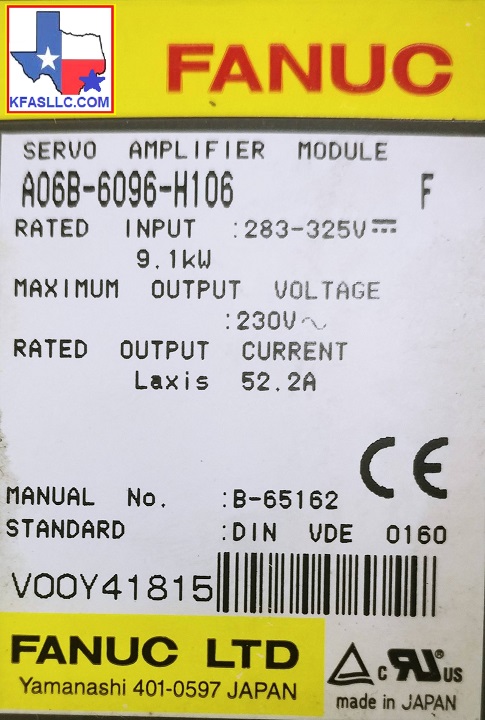 KFASLLC.COM
FANUC
SERVO AMPLIFIER MODULE
A06B-6096-H106 F
RATED INPUT :283-325V⎓
9.1kW
MAXIMUM OUTPUT VOLTAGE
:230V～
RATED OUTPUT CURRENT
Laxis 52.2A
CE
MANUAL No. :B-65162
STANDARD :DIN VDE 0160
V00Y41815
FANUC LTD
Yamanashi 401-0597 JAPAN
c RU® US
made in JAPAN